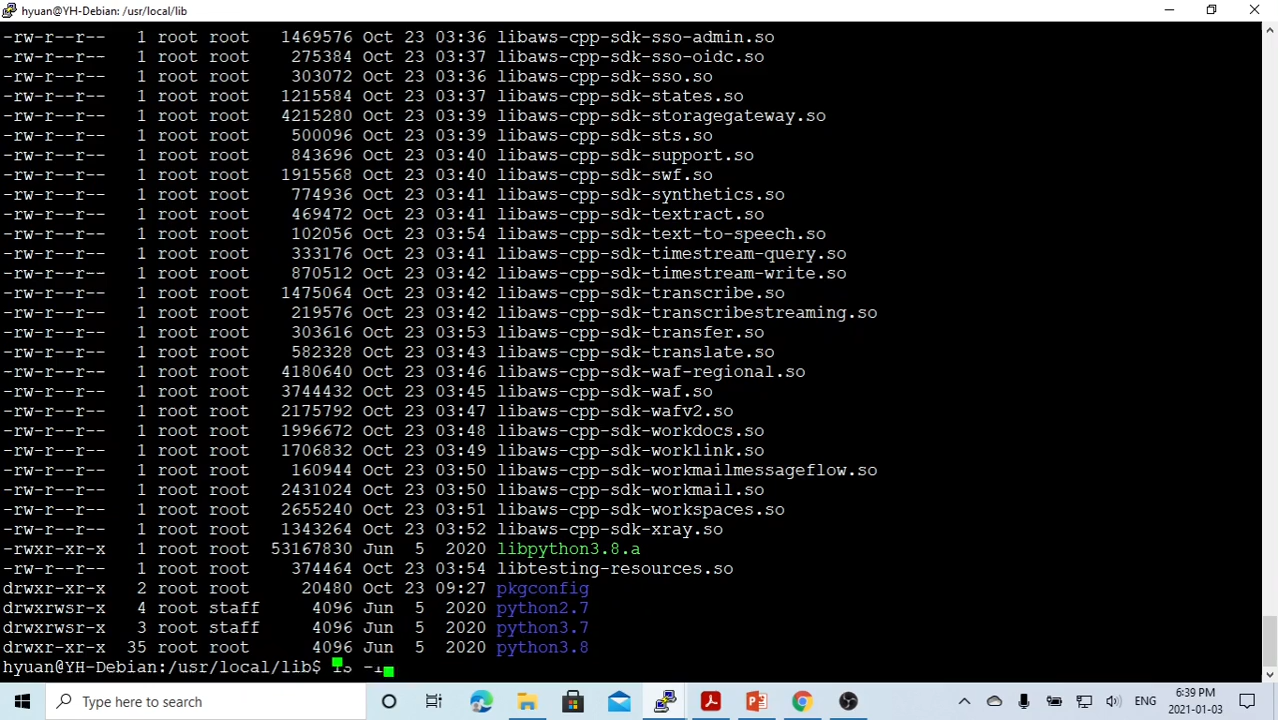 hyuan@YH-Debian: /usr/local/lib
-rw-r--r-- 1 root root 1469576 Oct 23 03:36 libaws-cpp-sdk-sso-admin.so
-rw-r--r-- 1 root root 275384 Oct 23 03:37 libaws-cpp-sdk-sso-oidc.so
-rw-r--r-- 1 root root 303072 Oct 23 03:36 libaws-cpp-sdk-sso.so
-rw-r--r-- 1 root root 1215584 Oct 23 03:37 libaws-cpp-sdk-states.so
-rw-r--r-- 1 root root 4215280 Oct 23 03:39 libaws-cpp-sdk-storagegateway.so
-rw-r--r-- 1 root root 500096 Oct 23 03:39 libaws-cpp-sdk-sts.so
-rw-r--r-- 1 root root 843696 Oct 23 03:40 libaws-cpp-sdk-support.so
-rw-r--r-- 1 root root 1915568 Oct 23 03:40 libaws-cpp-sdk-swf.so
-rw-r--r-- 1 root root 774936 Oct 23 03:41 libaws-cpp-sdk-synthetics.so
-rw-r--r-- 1 root root 469472 Oct 23 03:41 libaws-cpp-sdk-textract.so
-rw-r--r-- 1 root root 102056 Oct 23 03:54 libaws-cpp-sdk-text-to-speech.so
-rw-r--r-- 1 root root 333176 Oct 23 03:41 libaws-cpp-sdk-timestream-query.so
-rw-r--r-- 1 root root 870512 Oct 23 03:42 libaws-cpp-sdk-timestream-write.so
-rw-r--r-- 1 root root 1475064 Oct 23 03:42 libaws-cpp-sdk-transcribe.so
-rw-r--r-- 1 root root 219576 Oct 23 03:42 libaws-cpp-sdk-transcribestreaming.so
-rw-r--r-- 1 root root 303616 Oct 23 03:53 libaws-cpp-sdk-transfer.so
-rw-r--r-- 1 root root 582328 Oct 23 03:43 libaws-cpp-sdk-translate.so
-rw-r--r-- 1 root root 4180640 Oct 23 03:46 libaws-cpp-sdk-waf-regional.so
-rw-r--r-- 1 root root 3744432 Oct 23 03:45 libaws-cpp-sdk-waf.so
-rw-r--r-- 1 root root 2175792 Oct 23 03:47 libaws-cpp-sdk-wafv2.so
-rw-r--r-- 1 root root 1996672 Oct 23 03:48 libaws-cpp-sdk-workdocs.so
-rw-r--r-- 1 root root 1706832 Oct 23 03:49 libaws-cpp-sdk-worklink.so
-rw-r--r-- 1 root root 160944 Oct 23 03:50 libaws-cpp-sdk-workmailmessageflow.so
-rw-r--r-- 1 root root 2431024 Oct 23 03:50 libaws-cpp-sdk-workmail.so
-rw-r--r-- 1 root root 2655240 Oct 23 03:51 libaws-cpp-sdk-workspaces.so
-rw-r--r-- 1 root root 1343264 Oct 23 03:52 libaws-cpp-sdk-xray.so
-rwxr-xr-x 1 root root 53167830 Jun 5 2020 libpython3.8.a
-rw-r--r-- 1 root root 374464 Oct 23 03:54 libtesting-resources.so
drwxr-xr-x 2 root root 20480 Oct 23 09:27 pkgconfig
drwxrwsr-x 4 root staff 4096 Jun 5 2020 python2.7
drwxrwsr-x 3 root staff 4096 Jun 5 2020 python3.7
drwxr-xr-x 35 root root 4096 Jun 5 2020 python3.8
hyuan@YH-Debian:/usr/local/lib$
Type here to search
ENG
6:39 PM
2021-01-03